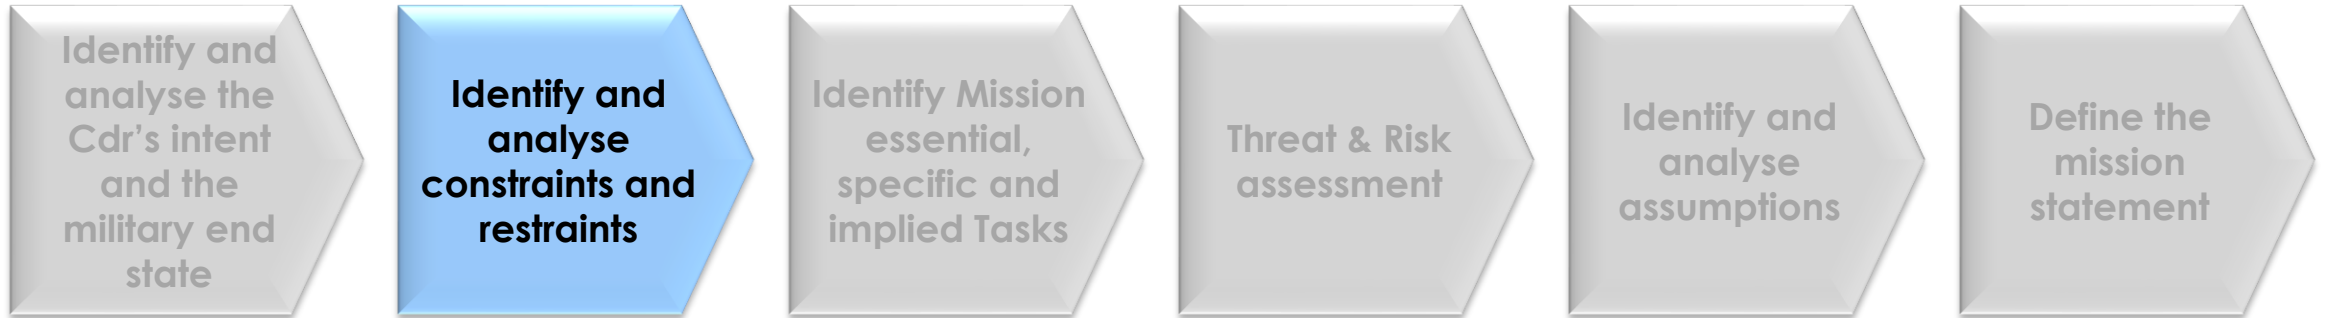 Identify and
analyse the
Cdr’s intent
and the
military end
state
Identify and
analyse
constraints and
restraints
Identify Mission
essential,
specific and
implied Tasks
Threat & Risk
assessment
Identify and
analyse
assumptions
Define the
mission
statement